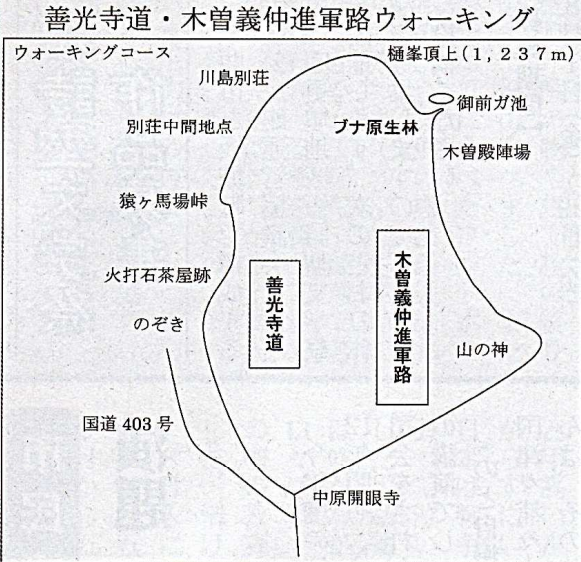 善光寺道・木曽義仲進軍路ウォーキング
ウォーキングコース
樋峯頂上(1,237m)
川島別荘
御前ガ池
別荘中間地点
ブナ原生林
木曽殿陣場
猿ヶ馬場峠
火打石茶屋跡
善光寺道
木曽義仲進軍路
のぞき
山の神
国道 403 号
中原開眼寺